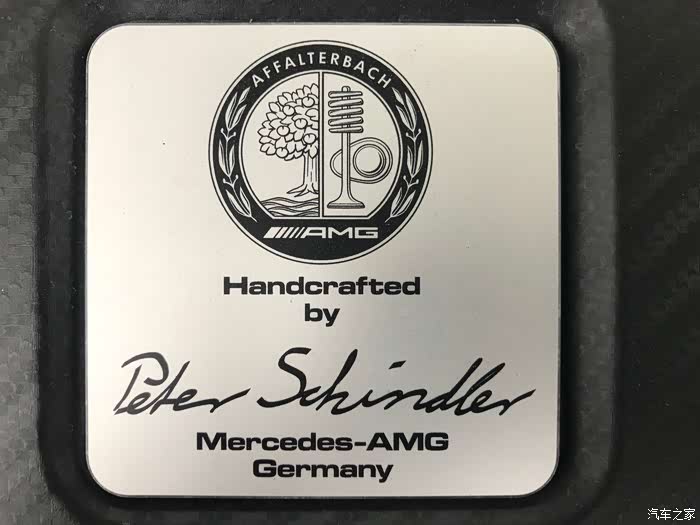 AFFALTERBACH
AMG
Handcrafted
by
Peter Schindler
Mercedes-AMG
Germany
汽车之家